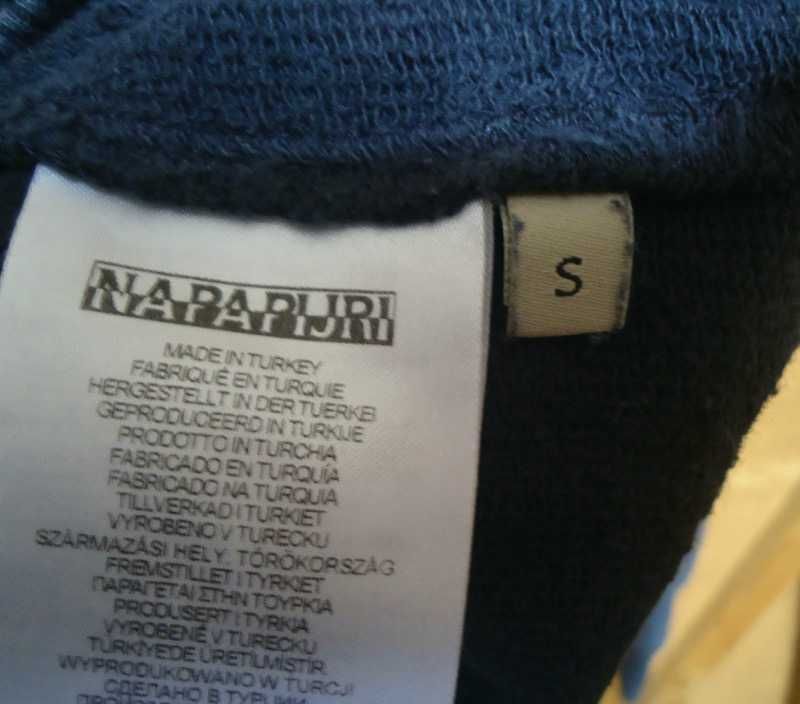 NAPAPIJRI
S
MADE IN TURKEY
FABRIQUÉ EN TURQUIE
HERGESTELLT IN DER TUERKEI
GEPRODUCEERD IN TURKIJE
PRODOTTO IN TURCHIA
FABRICADO EN TURQUÍA
FABRICADO NA TURQUIA
TILLVERKAD I TURKIET
VYROBENO V TURECKU
SZÁRMAZÁSI HELY: TÖRÖKORSZÁG
FREMSTILLET I TYRKIET
ΠΑΡΑΓΕΤΑΙ ΣΤΗΝ ΤΟΥΡΚΙΑ
PRODUSERT I TYRKIA
VYROBENÉ V TURECKU
TÜRKİYEDE ÜRETİLMİŞTİR
WYPRODUKOWANO W TURCJI
СДЕЛАНО В ТУРЦИИ